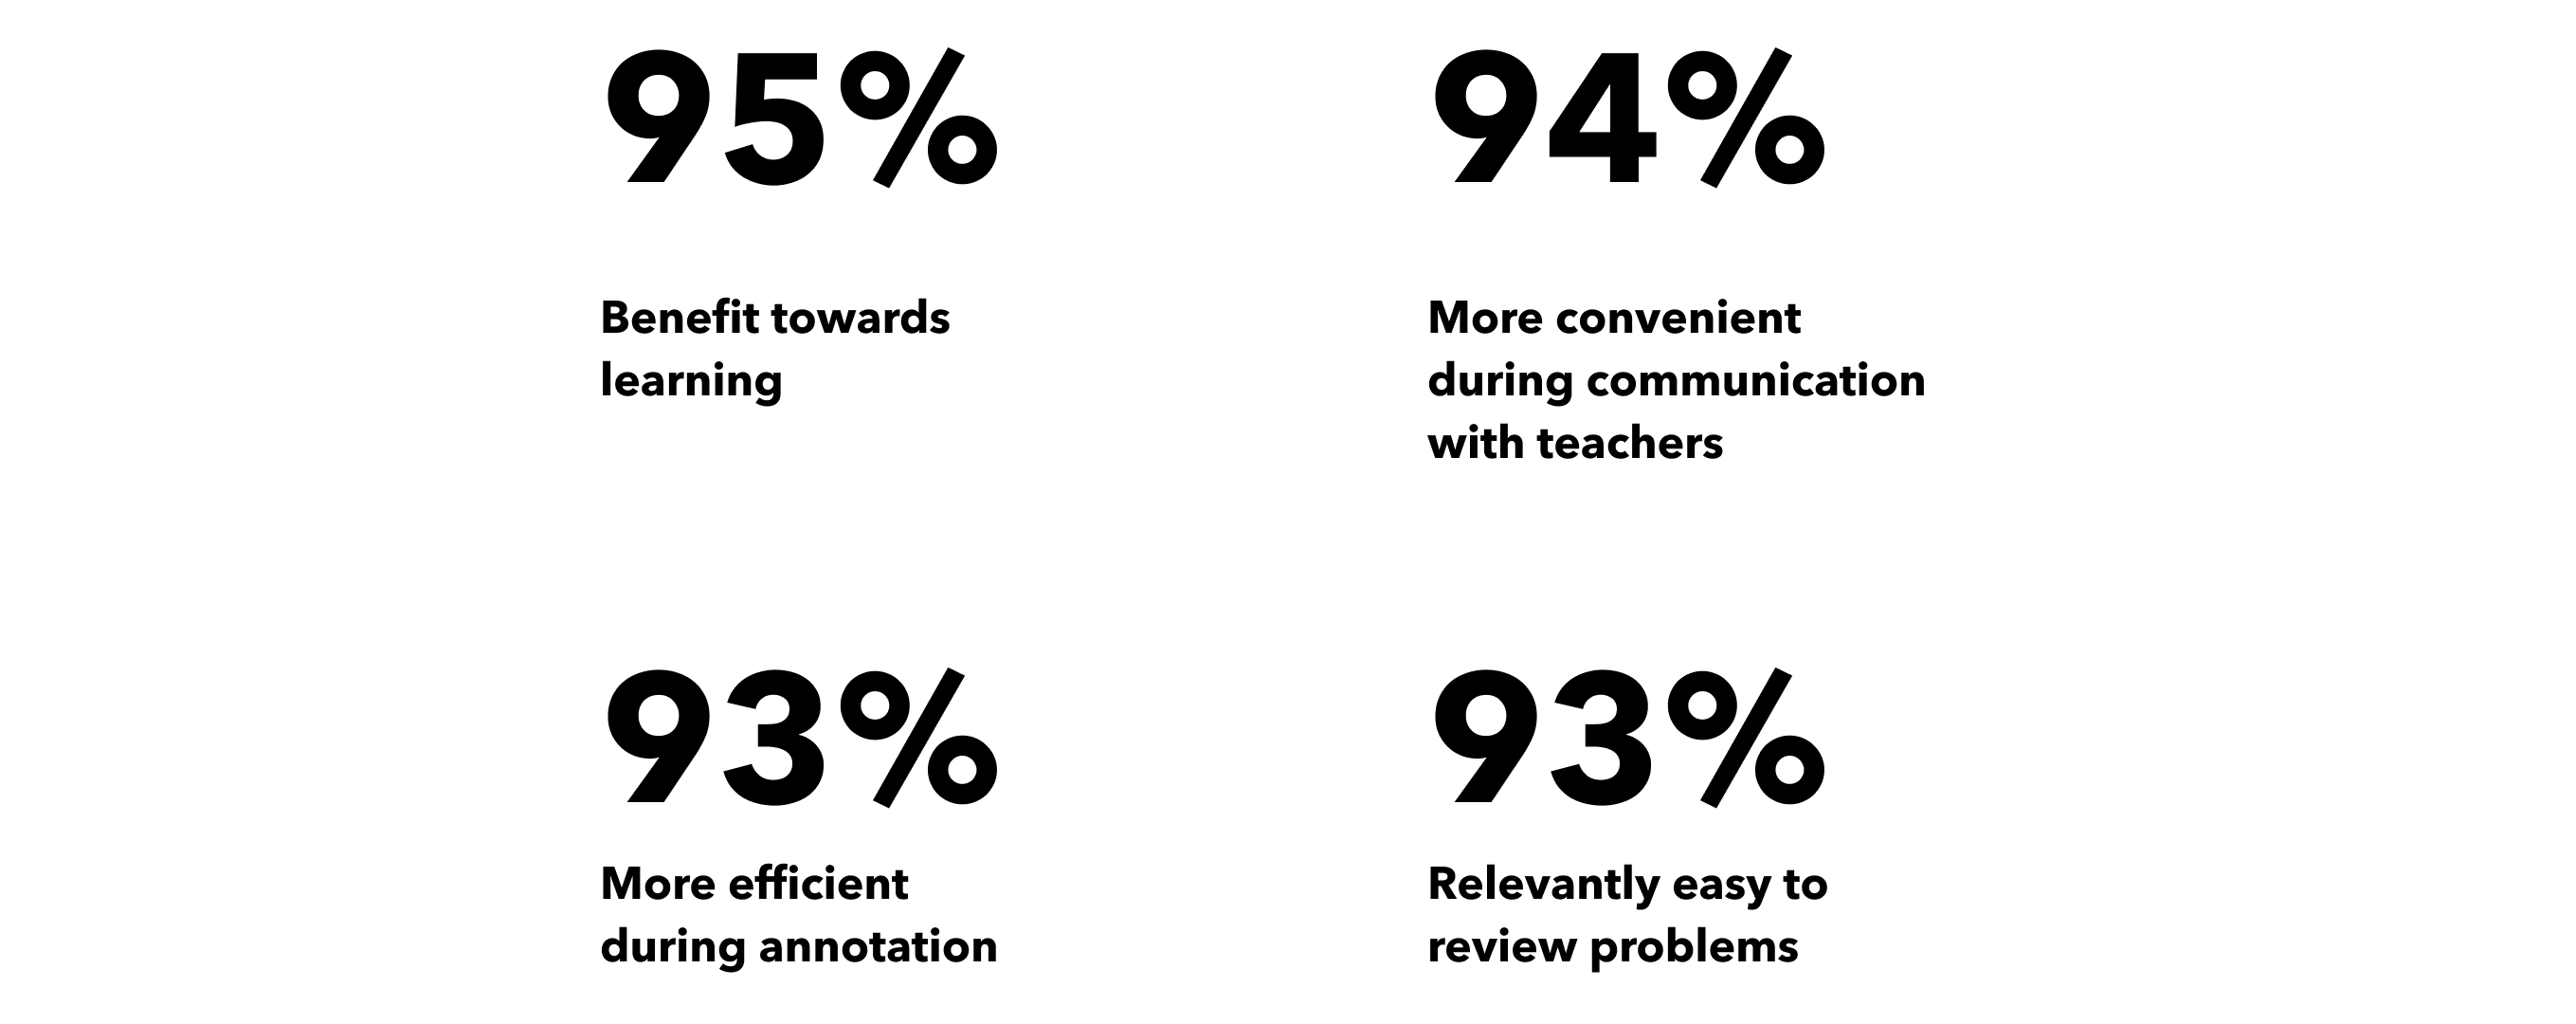 95%
Benefit towards
learning
94%
More convenient
during communication
with teachers
93%
More efficient
during annotation
93%
Relevantly easy to
review problems